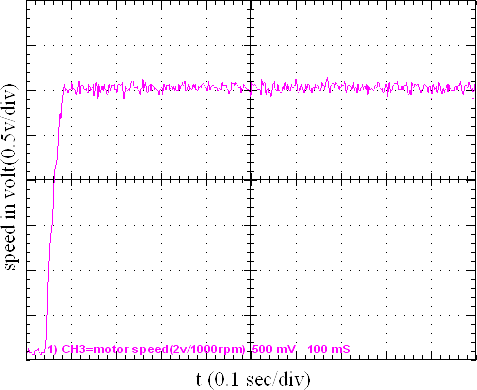 speed in volt(0.5v/div)
1) CH3=motor speed(2v/1000rpm) 500 mV 100 mS
t (0.1 sec/div)